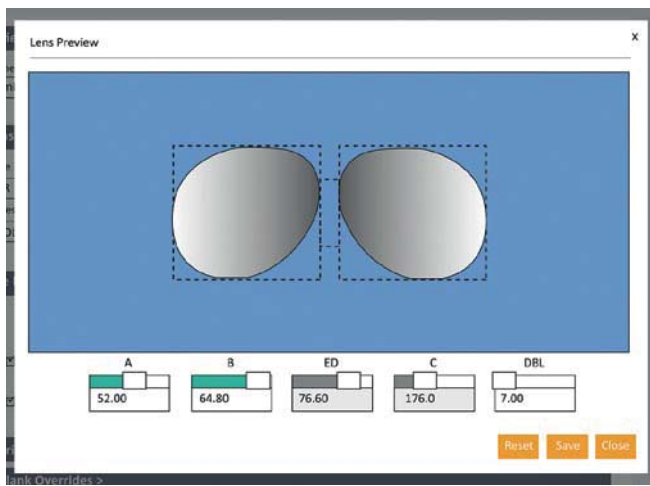 Lens Preview
x
A B ED C DBL
52.00 64.80 76.60 176.0 7.00
Reset Save Close
lank Overrides >